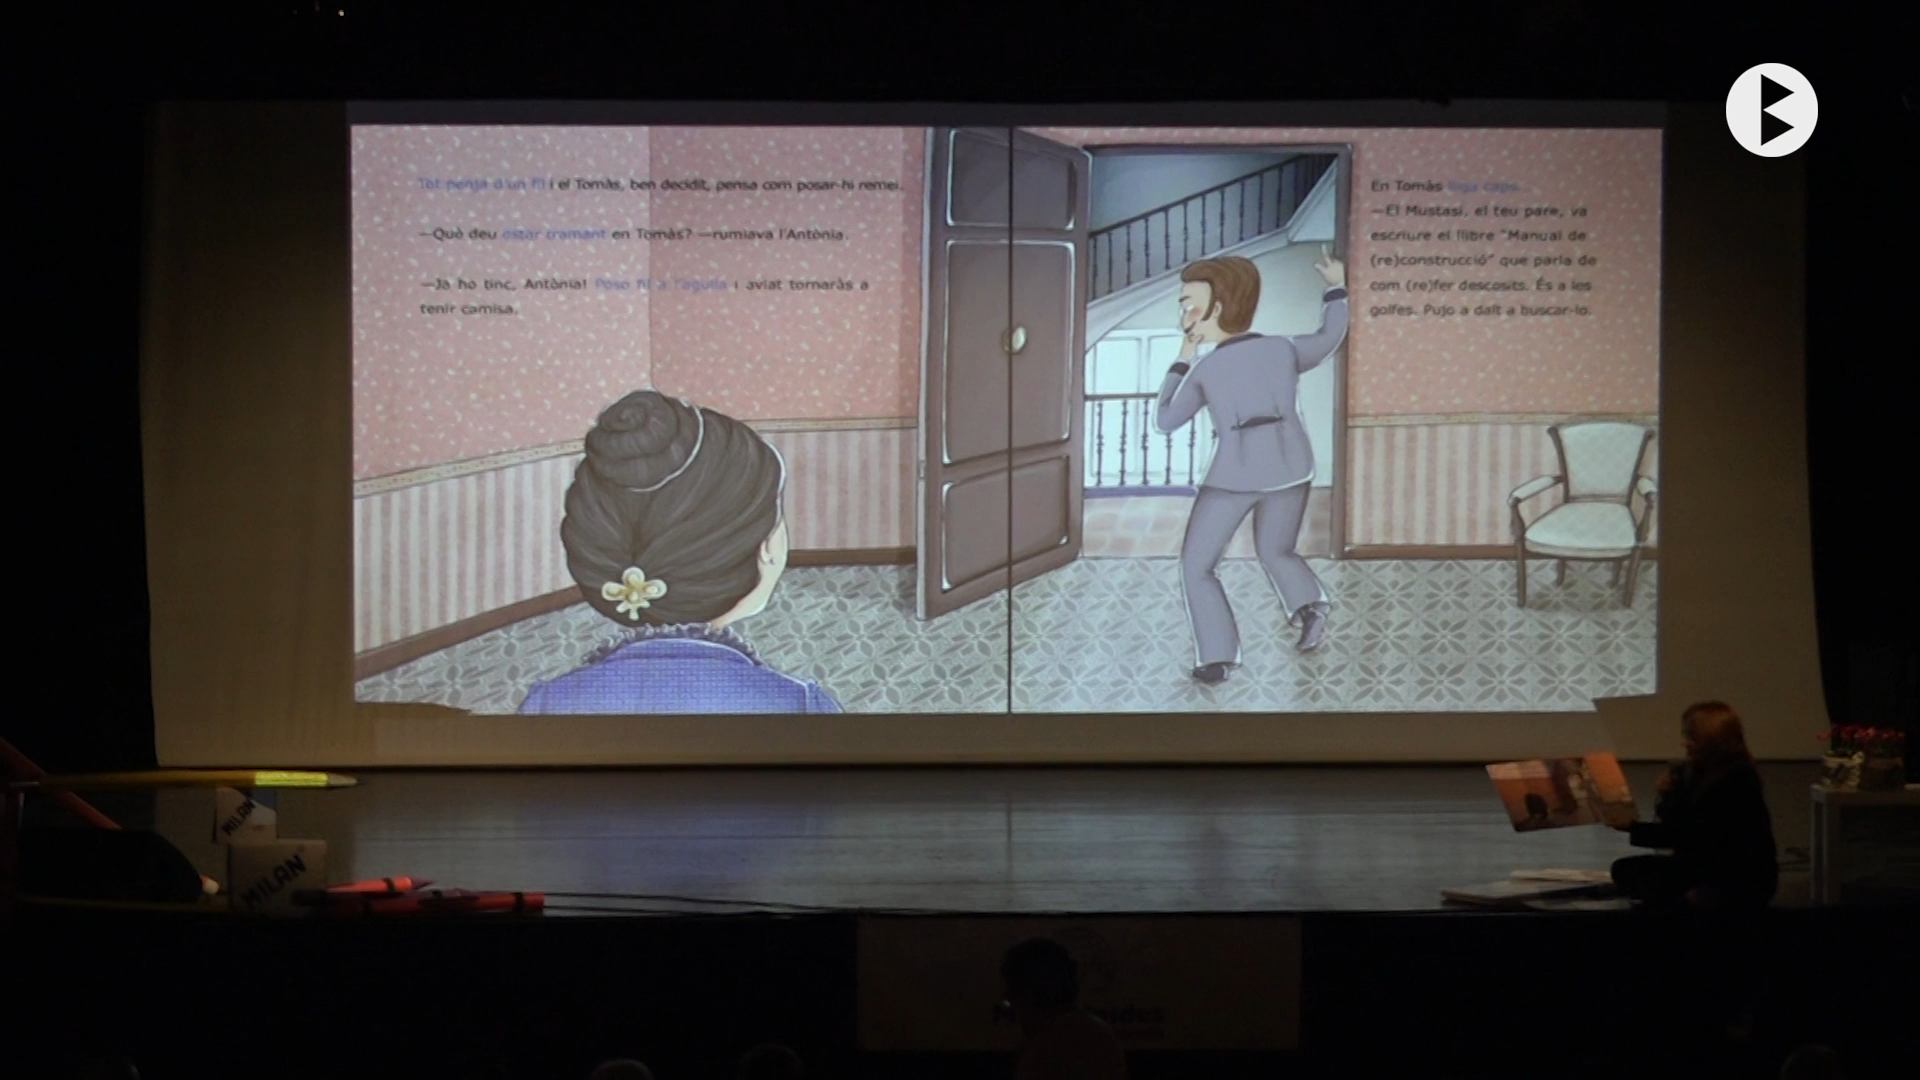 Tot penja d'un fil i el Tomàs, ben decidit, pensa com posar-hi remei.
—Què deu estar tramant en Tomàs? —rumiava l'Antònia.
—Ja ho tinc, Antònia! Poso fil a l'agulla i aviat tornaràs a
tenir camisa.
En Tomàs lliga caps.
—El Mustasi, el teu pare, va
escriure el llibre "Manual de
(re)construcció" que parla de
com (re)fer descosits. És a les
golfes. Pujo a dalt a buscar-lo.
MILAN
MILAN